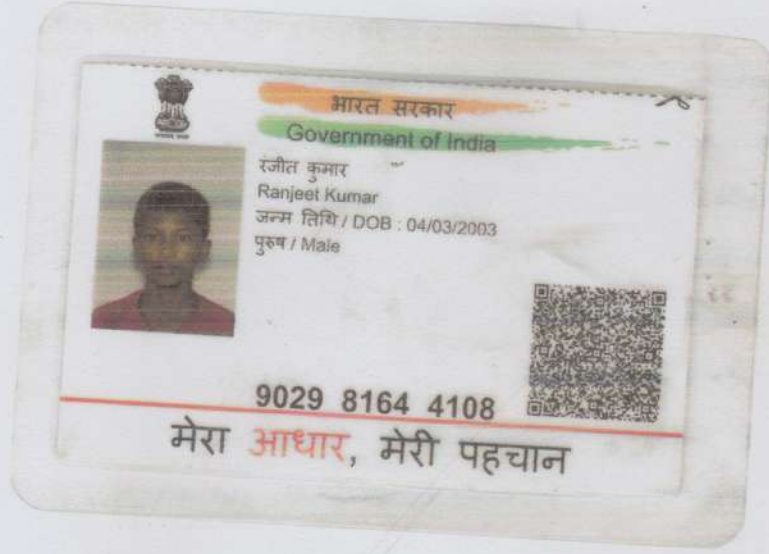 भारत सरकार
Government of India
रंजीत कुमार
Ranjeet Kumar
जन्म तिथि / DOB : 04/03/2003
पुरुष / Male
9029 8164 4108
मेरा आधार, मेरी पहचान